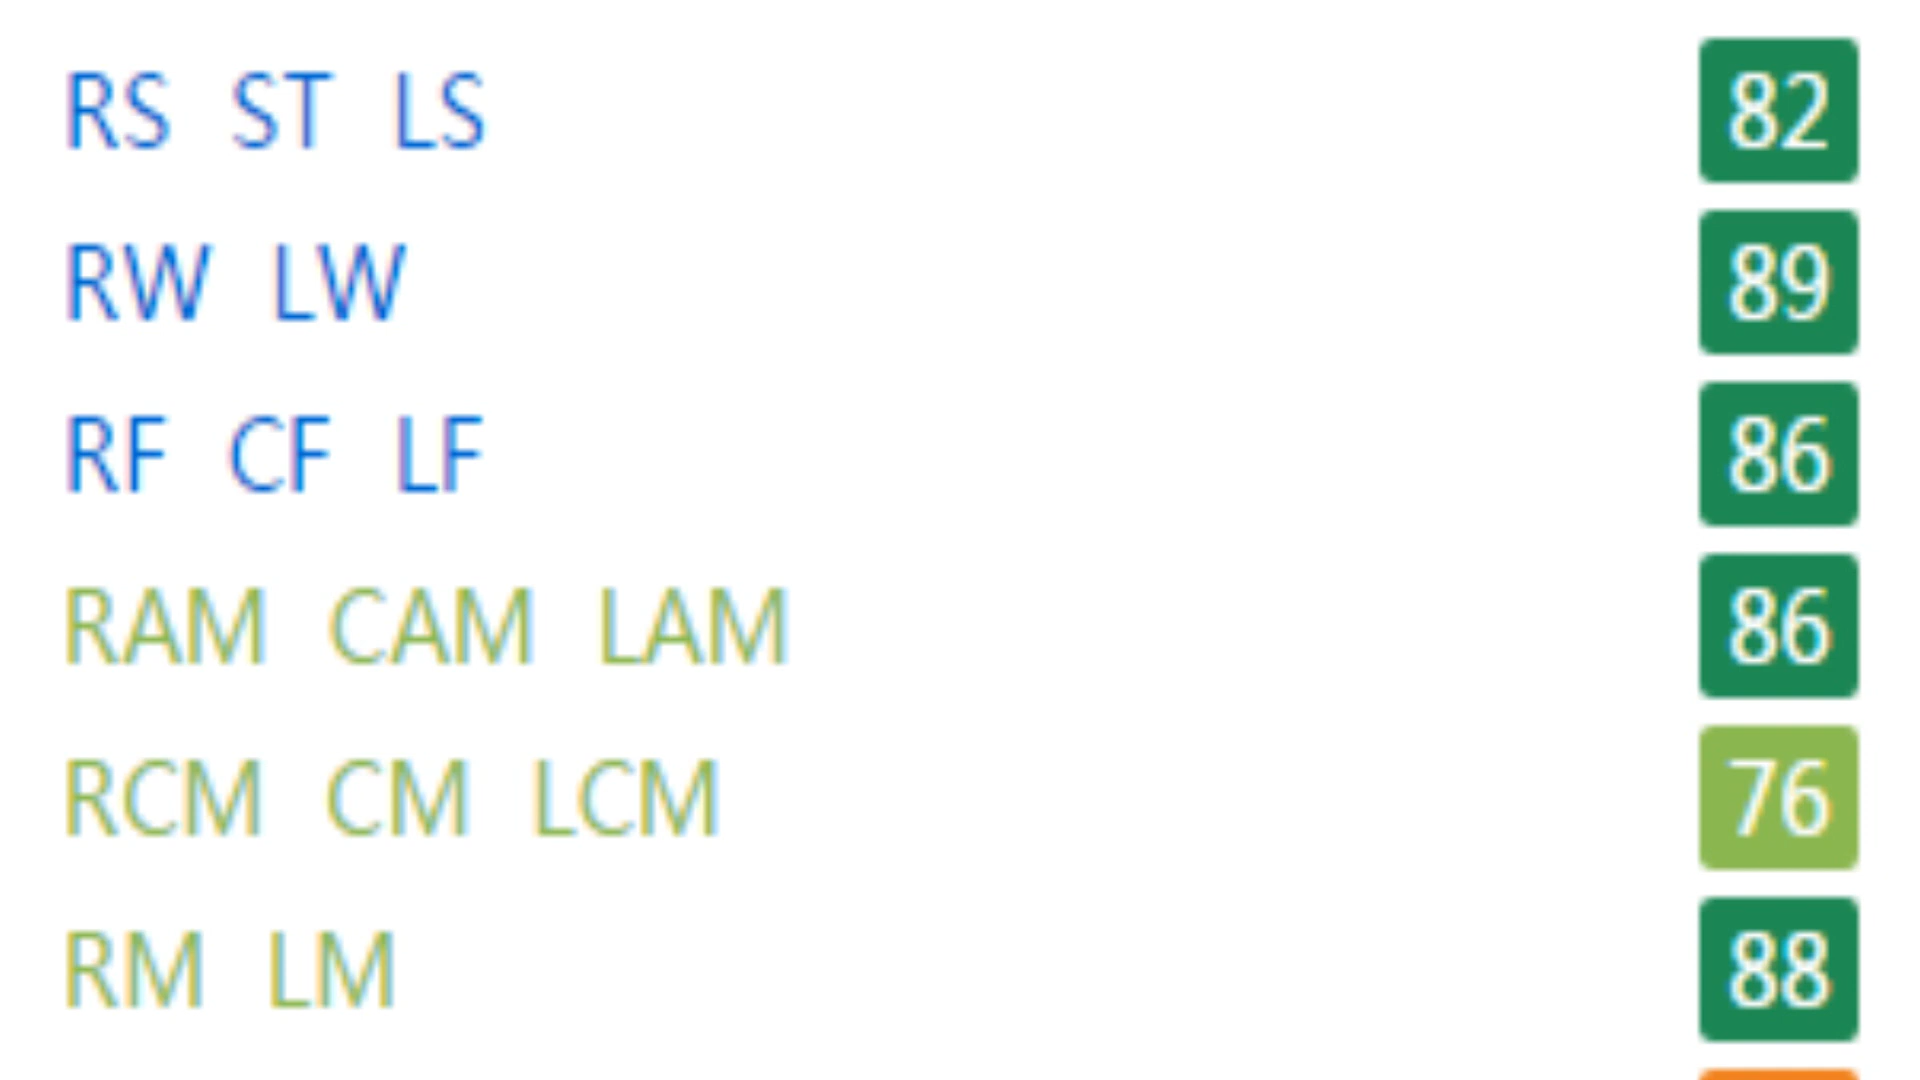 RS ST LS 82
RW LW 89
RF CF LF 86
RAM CAM LAM 86
RCM CM LCM 76
RM LM 88